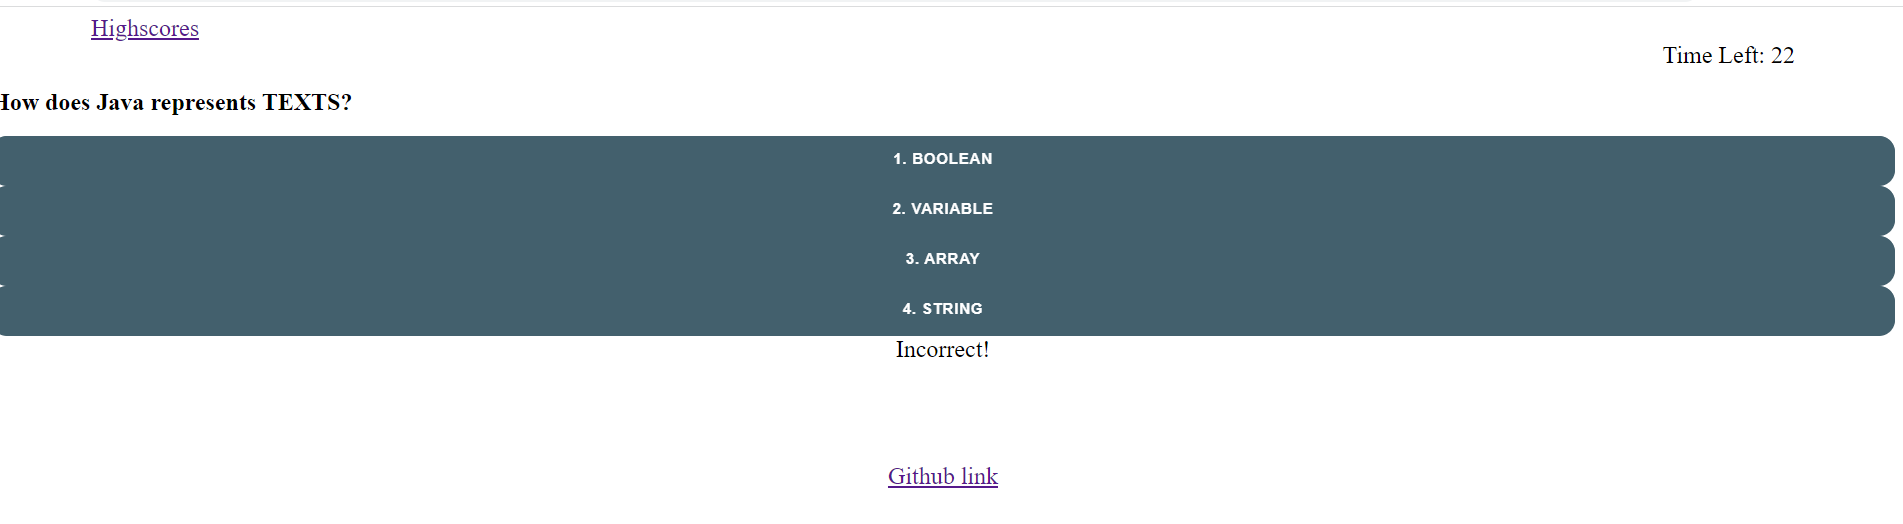 Highscores
Time Left: 22
How does Java represents TEXTS?
1. BOOLEAN
2. VARIABLE
3. ARRAY
4. STRING
Incorrect!
Github link